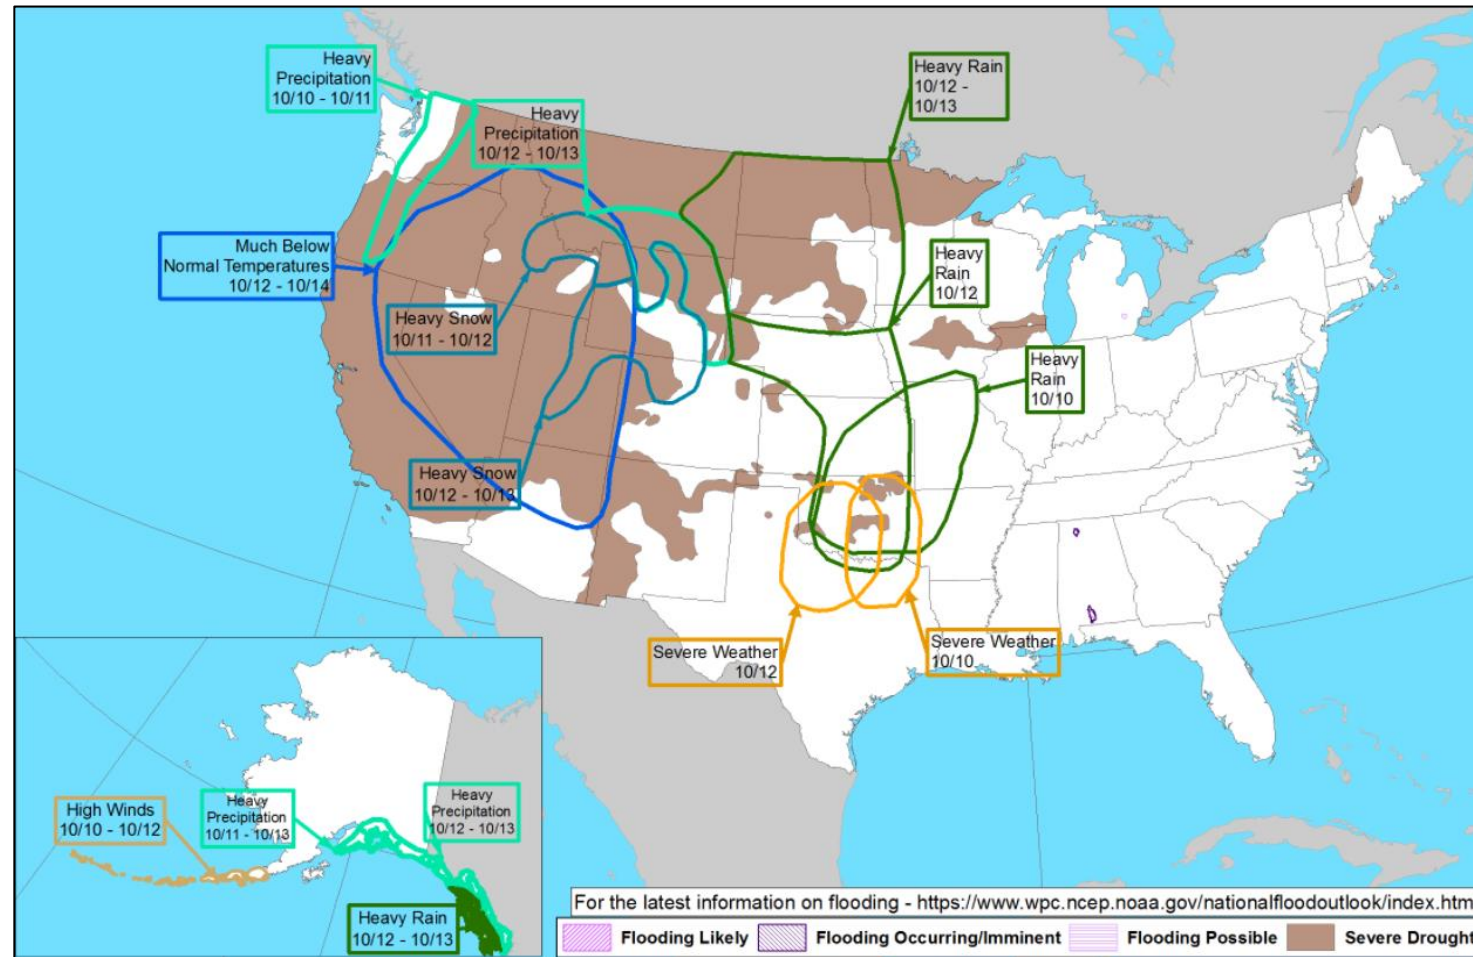 Heavy
Precipitation
10/10 - 10/11
Heavy
Precipitation
10/12 - 10/13
Heavy Rain
10/12 -
10/13
Much Below
Normal Temperatures
10/12 - 10/14
Heavy
Rain
10/12
Heavy Snow
10/11 - 10/12
Heavy
Rain
10/10
Heavy Snow
10/12 - 10/13
Severe Weather
10/12
Severe Weather
10/10
High Winds
10/10 - 10/12
Heavy
Precipitation
10/11 - 10/13
Heavy
Precipitation
10/12 - 10/13
Heavy Rain
10/12 - 10/13
For the latest information on flooding - https://www.wpc.ncep.noaa.gov/nationalfloodoutlook/index.htm
Flooding Likely Flooding Occurring/Imminent Flooding Possible Severe Drought